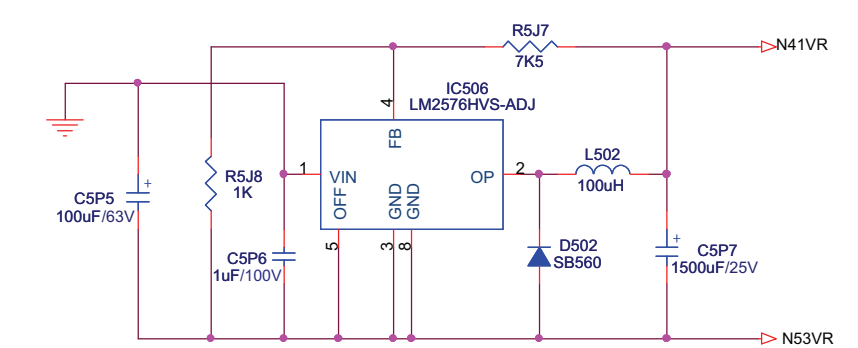 R5J7
7K5
N41VR
IC506
LM2576HVS-ADJ
4
FB
1
VIN
OFF
GND
GND
OP
2
5
3
8
L502
100uH
R5J8
1K
C5P5
100uF/63V
+
C5P6
1uF/100V
D502
SB560
+
C5P7
1500uF/25V
N53VR